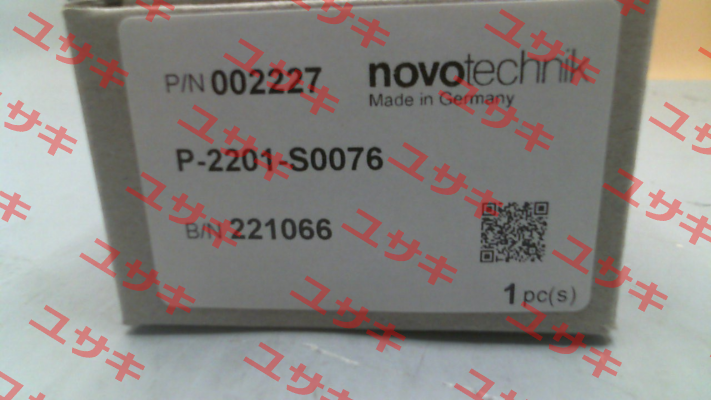 P/N 002227
novotechnik
Made in Germany
P-2201-S0076
B/N 221066
1 pc(s)
ユサキ